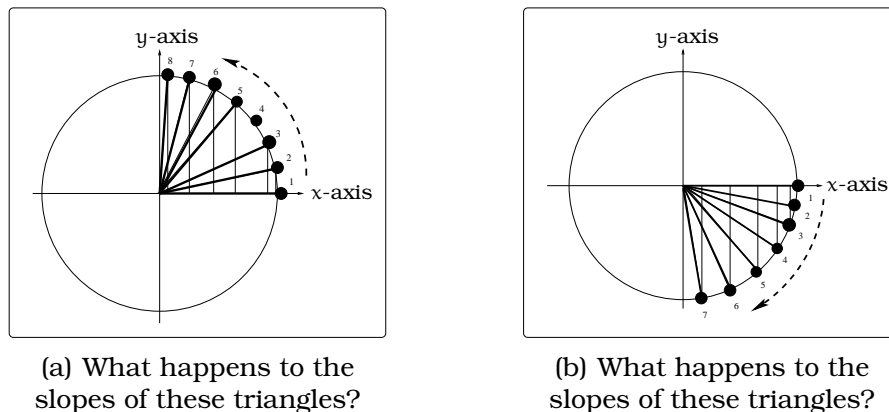 y-axis
8
7
6
5
4
3
2
1
x-axis
(a) What happens to the
slopes of these triangles?
y-axis
x-axis
1
2
3
4
5
6
7
(b) What happens to the
slopes of these triangles?